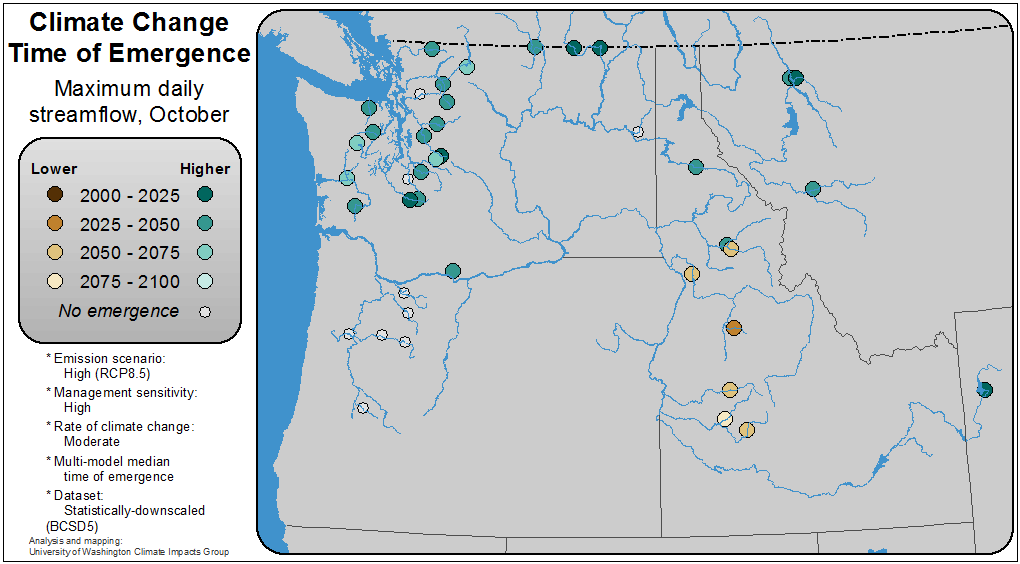 Climate Change
Time of Emergence
Maximum daily
streamflow, October
Lower Higher
2000 - 2025
2025 - 2050
2050 - 2075
2075 - 2100
No emergence
* Emission scenario:
High (RCP8.5)
* Management sensitivity:
High
* Rate of climate change:
Moderate
* Multi-model median
time of emergence
* Dataset:
Statistically-downscaled
(BCSD5)
Analysis and mapping:
University of Washington Climate Impacts Group